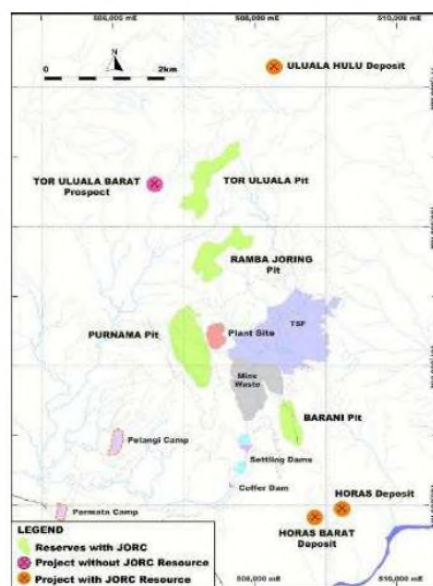 506,000 mE
508,000 mE
510,000 mE
N
0
2km
ULUALA HULU Deposit
TOR ULUALA BARAT
Prospect
TOR ULUALA Pit
RAMBA JORING
Pit
PURNAMA Pit
Plant Site
TSF
Mine
Waste
BARANI Pit
Pelangi Camp
Settling Dams
Coffer Dam
HORAS Deposit
Permata Camp
HORAS BARAT
Deposit
LEGEND
Reserves with JORC
Project without JORC Resource
Project with JORC Resource
508,000 mE
510,000 mE